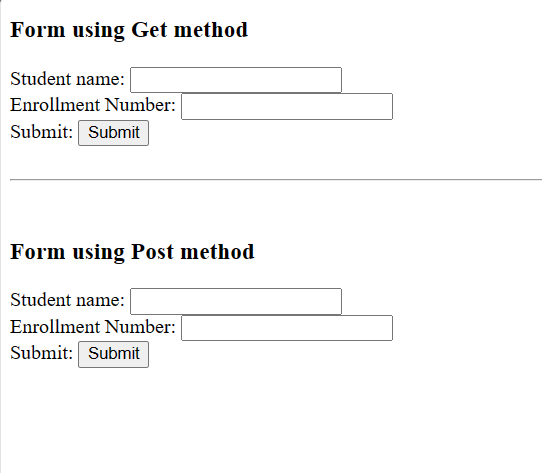 Form using Get method
Student name:
Enrollment Number:
Submit: Submit
Form using Post method
Student name:
Enrollment Number:
Submit: Submit